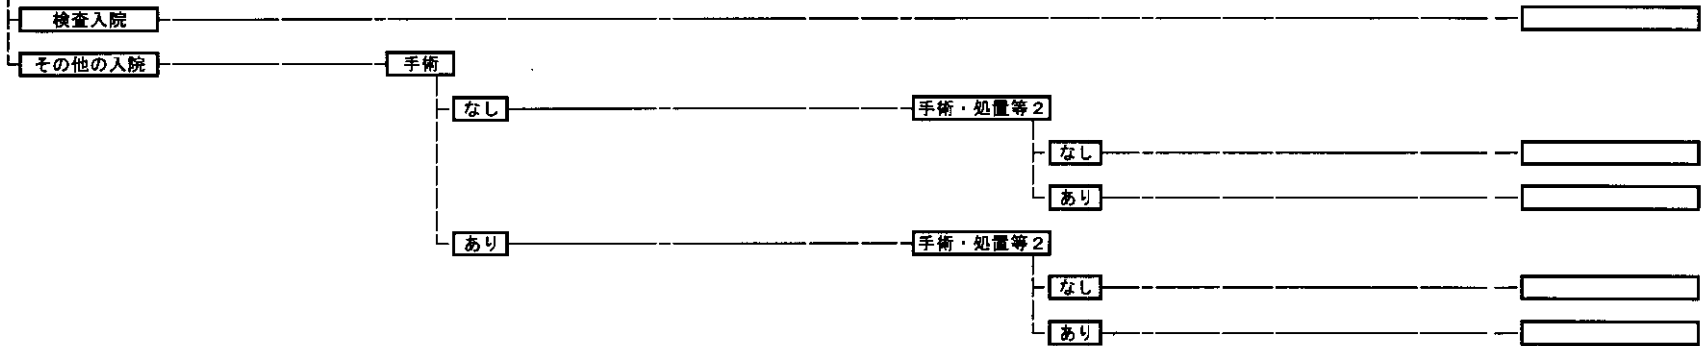 検査入院
その他の入院 手術
なし 手術・処置等2
なし
あり
あり 手術・処置等2
なし
あり